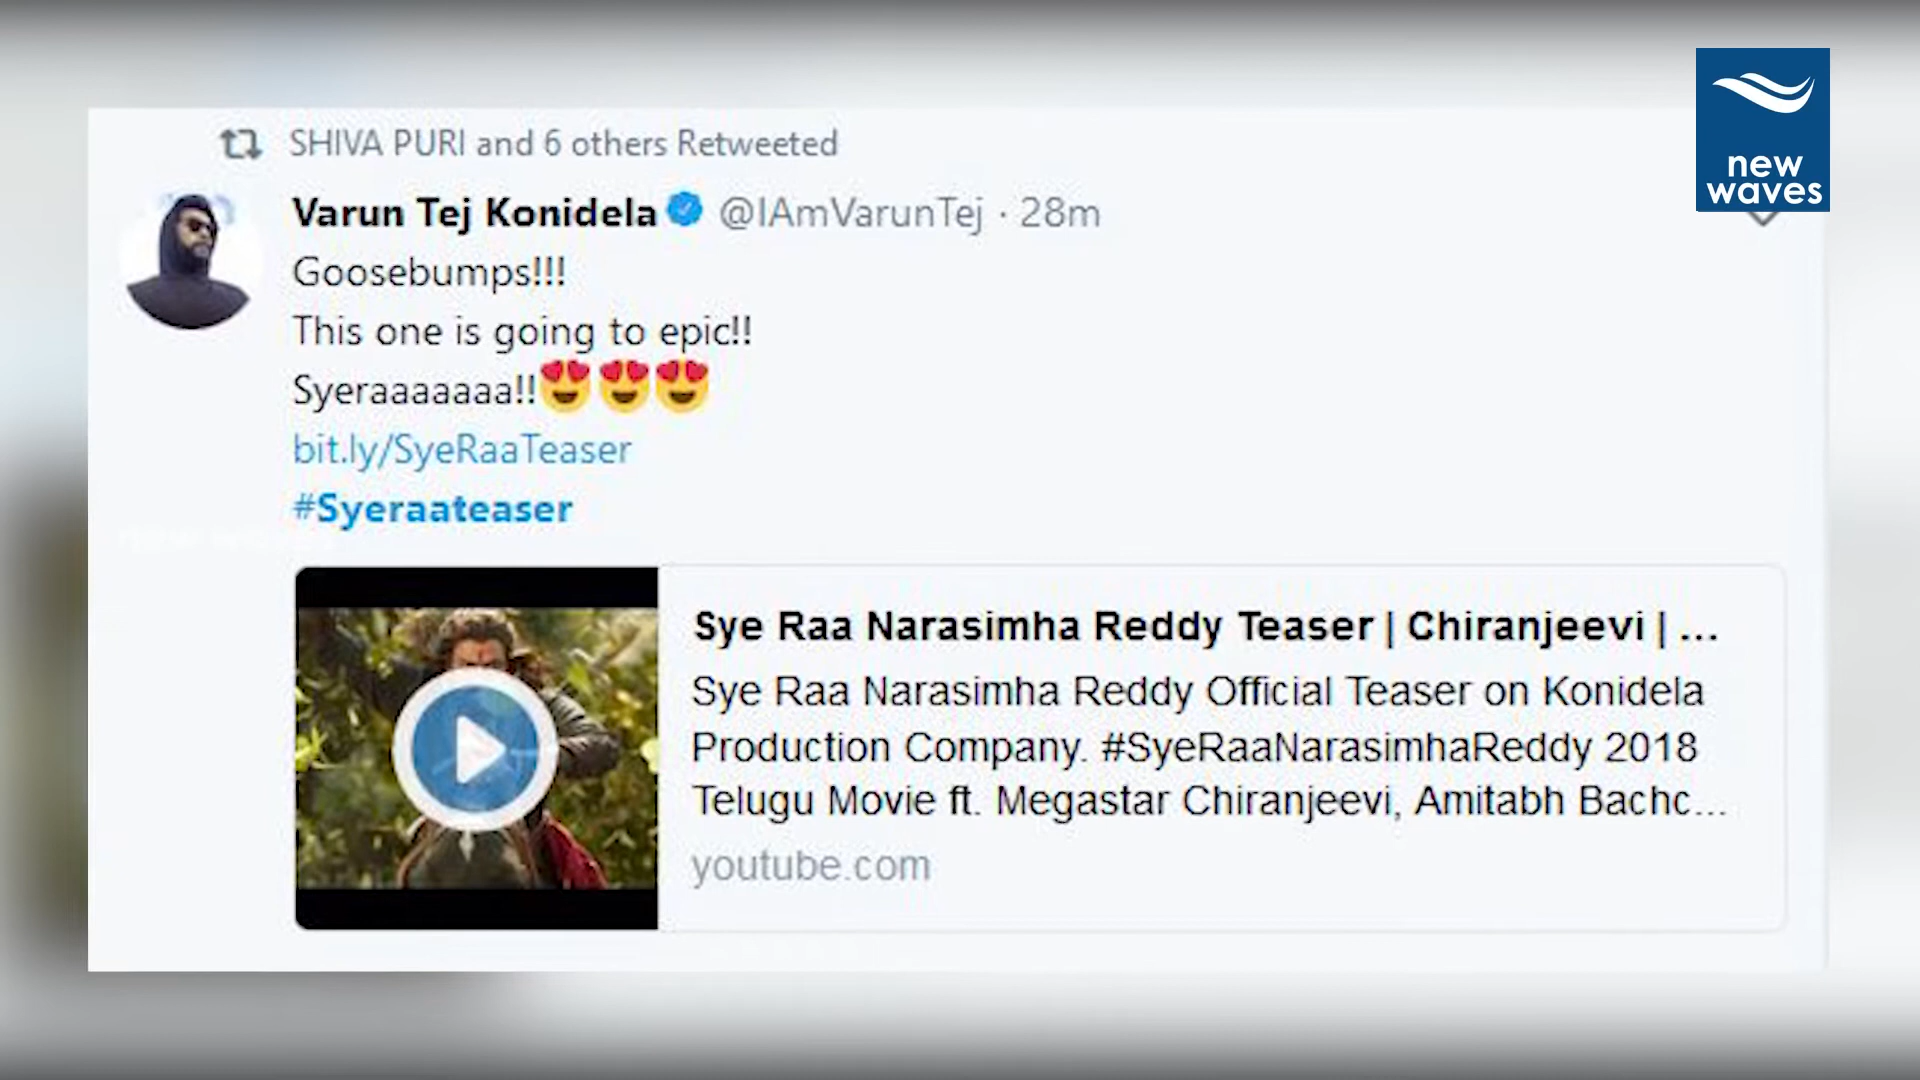 SHIVA PURI and 6 others Retweeted
Varun Tej Konidela @IAmVarunTej · 28m
Goosebumps!!!
This one is going to epic!!
Syeraaaaaaa!!😍😍😍
bit.ly/SyeRaaTeaser
#Syeraateaser
Sye Raa Narasimha Reddy Teaser | Chiranjeevi | ...
Sye Raa Narasimha Reddy Official Teaser on Konidela
Production Company. #SyeRaaNarasimhaReddy 2018
Telugu Movie ft. Megastar Chiranjeevi, Amitabh Bachc...
youtube.com
new
waves